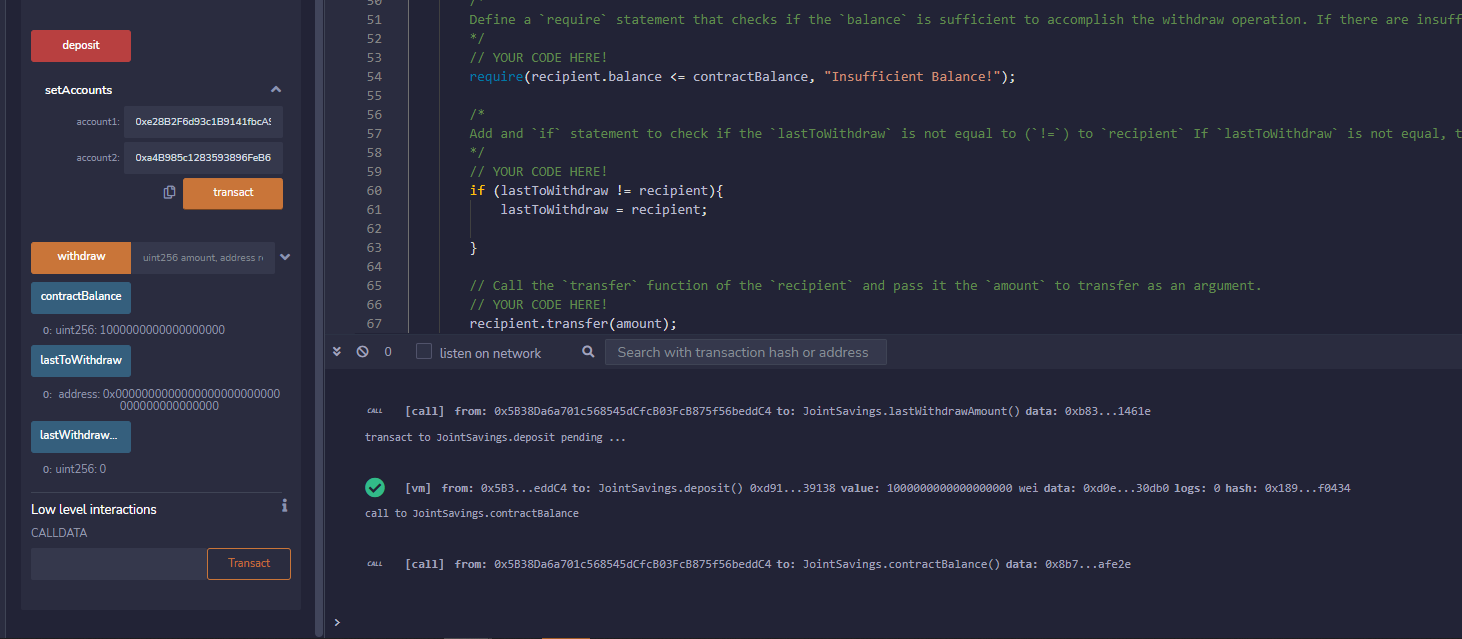 deposit
setAccounts
account1: 0xe28B2F6d93c1B9141fbcA
account2: 0xa4B985c1283593896FeB6
transact
withdraw
uint256 amount, address
contractBalance
0: uint256: 1000000000000000000
lastToWithdraw
0: address: 0x00000000000000000000000000
00000000000000
lastWithdraw...
0: uint256: 0
Low level interactions
CALLDATA
Transact
50 /*
51 Define a `require` statement that checks if the `balance` is sufficient to accomplish the withdraw operation. If there are insuff
52 */
53 // YOUR CODE HERE!
54 require(recipient.balance <= contractBalance, "Insufficient Balance!");
55
56 /*
57 Add and `if` statement to check if the `lastToWithdraw` is not equal to (`!=`) to `recipient` If `lastToWithdraw` is not equal, t
58 */
59 // YOUR CODE HERE!
60 if (lastToWithdraw != recipient){
61 lastToWithdraw = recipient;
62
63 }
64
65 // Call the `transfer` function of the `recipient` and pass it the `amount` to transfer as an argument.
66 // YOUR CODE HERE!
67 recipient.transfer(amount);
0 listen on network Search with transaction hash or address
CALL [call] from: 0x5B38Da6a701c568545dCfcB03FcB875f56beddC4 to: JointSavings.lastWithdrawAmount() data: 0xb83...1461e
transact to JointSavings.deposit pending ...
[vm] from: 0x5B3...eddC4 to: JointSavings.deposit() 0xd91...39138 value: 1000000000000000000 wei data: 0xd0e...30db0 logs: 0 hash: 0x189...f0434
call to JointSavings.contractBalance
CALL [call] from: 0x5B38Da6a701c568545dCfcB03FcB875f56beddC4 to: JointSavings.contractBalance() data: 0x8b7...afe2e
>